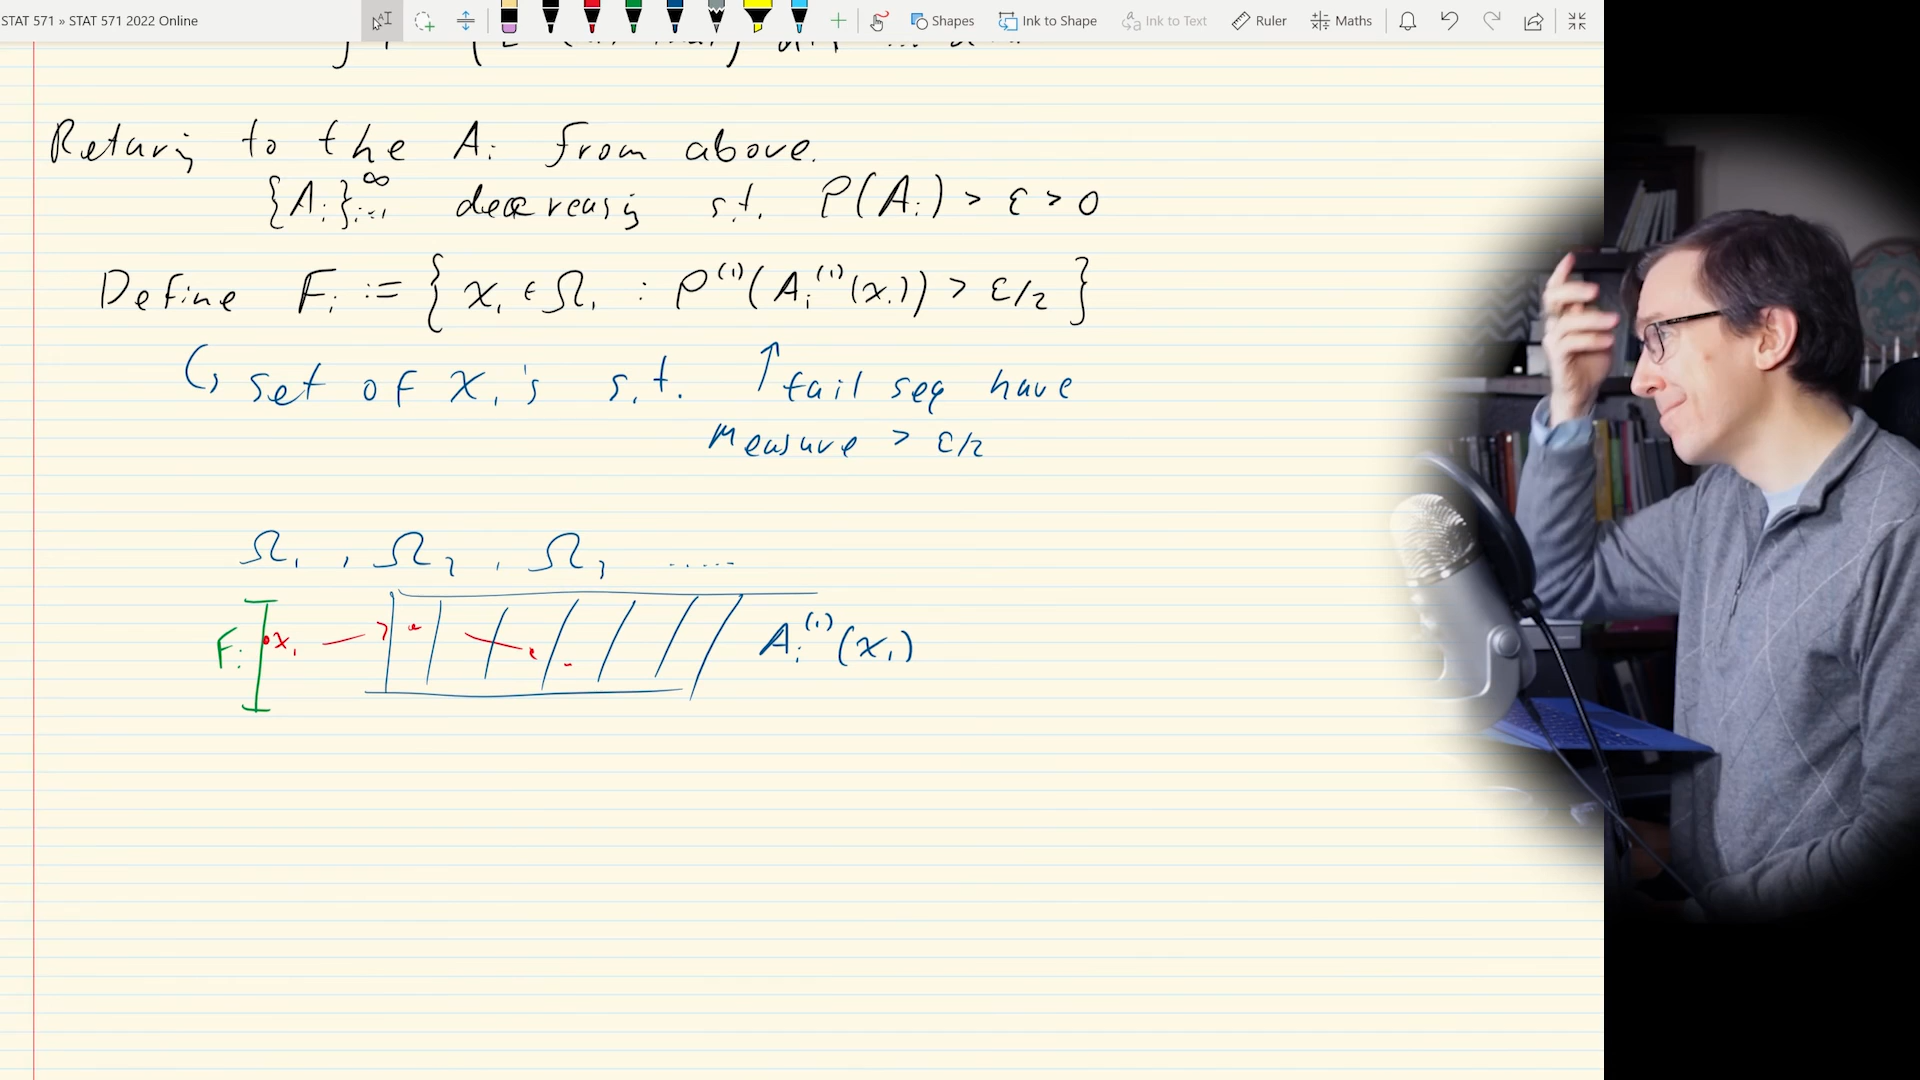 STAT 571 » STAT 571 2022 Online
Shapes Ink to Shape Ink to Text Ruler Maths
Returnig to the Aᵢ from above.
{Aᵢ}ᵢ₌₁^∞ decreasig s.t. P(Aᵢ) > ε > 0
Define Fᵢ := { x₁ ∈ Ω₁ : P⁽¹⁾(Aᵢ⁽¹⁾(x₁)) > ε/2 }
↪ set of x₁'s s.t. ↑ tail seq have
measure > ε/2
Ω₁ , Ω₂ , Ω₃ .....
Fᵢ x₁ Aᵢ⁽¹⁾(x₁)